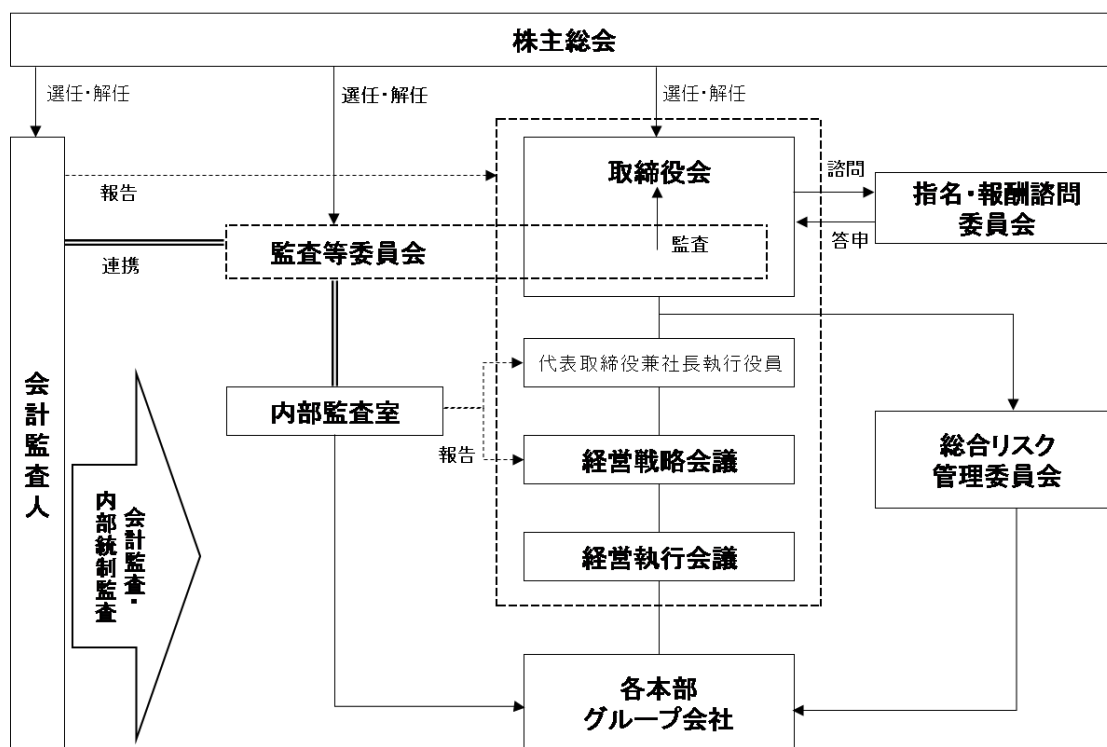 株主総会
選任・解任
選任・解任
選任・解任
取締役会
諮問
報告
指名・報酬諮問
委員会
監査等委員会
監査
答申
連携
代表取締役兼社長執行役員
会計監査人
内部監査室
報告
経営戦略会議
総合リスク
管理委員会
会計監査・
内部統制監査
経営執行会議
各本部
グループ会社